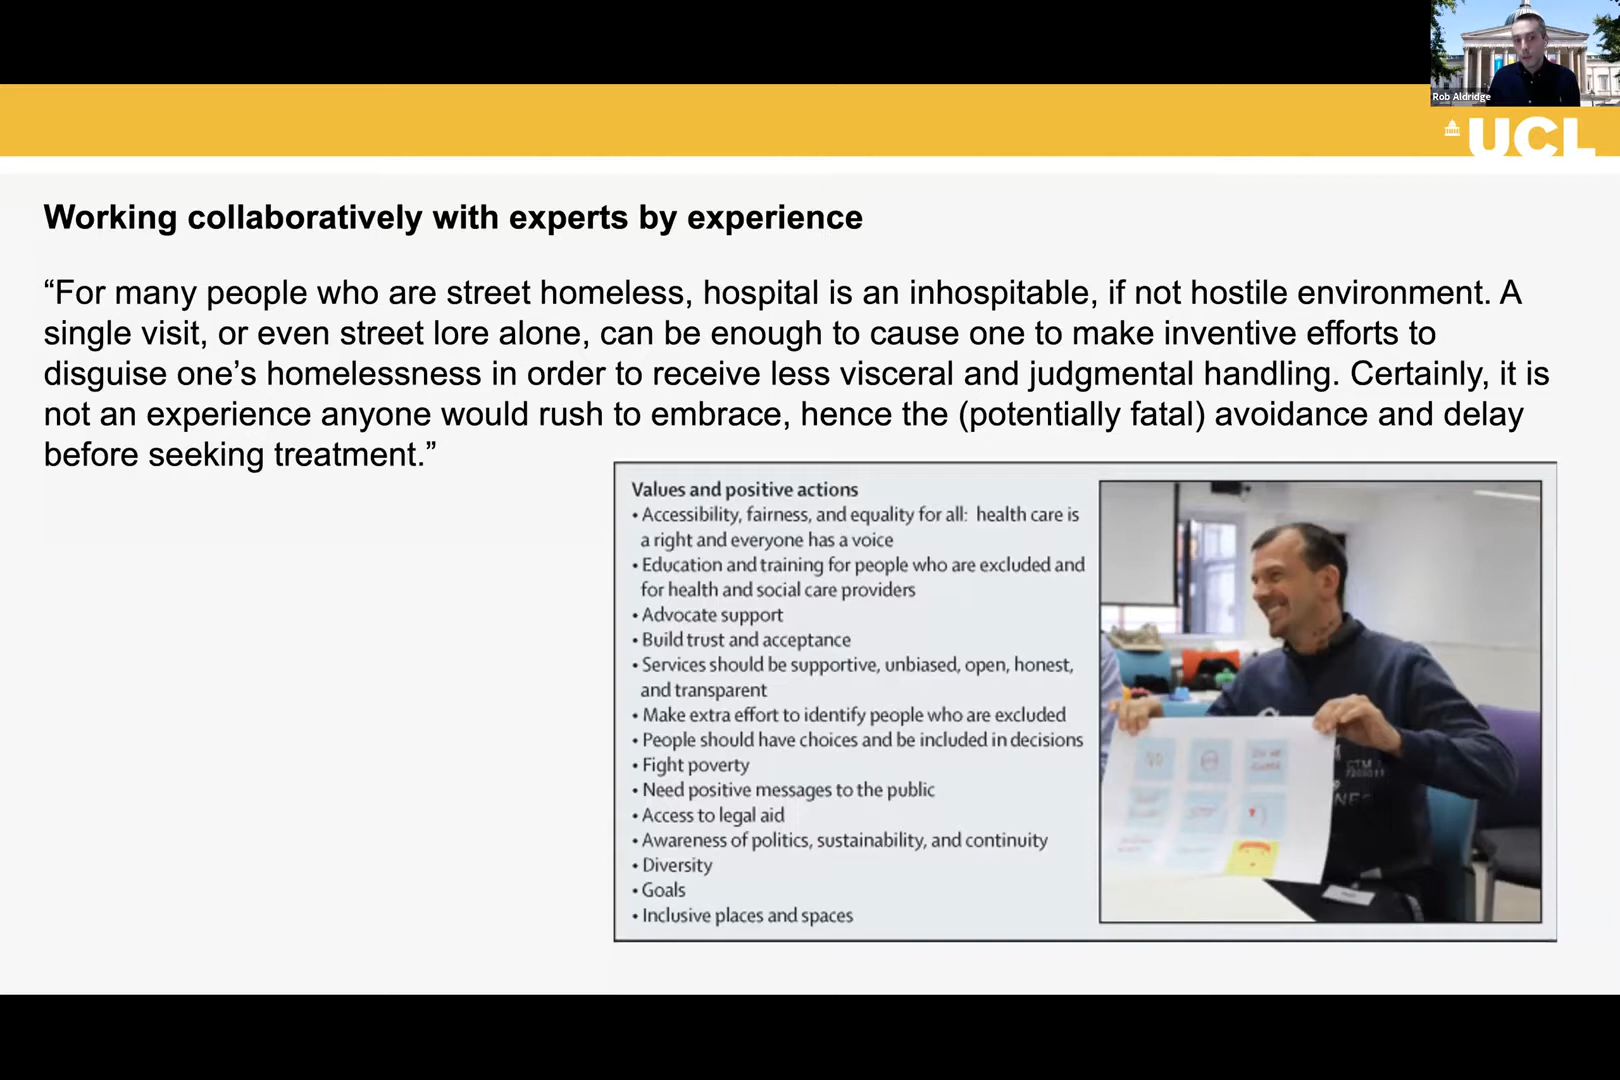 Rob Aldridge
UCL
Working collaboratively with experts by experience
“For many people who are street homeless, hospital is an inhospitable, if not hostile environment. A
single visit, or even street lore alone, can be enough to cause one to make inventive efforts to
disguise one’s homelessness in order to receive less visceral and judgmental handling. Certainly, it is
not an experience anyone would rush to embrace, hence the (potentially fatal) avoidance and delay
before seeking treatment.”
Values and positive actions
• Accessibility, fairness, and equality for all: health care is
a right and everyone has a voice
• Education and training for people who are excluded and
for health and social care providers
• Advocate support
• Build trust and acceptance
• Services should be supportive, unbiased, open, honest,
and transparent
• Make extra effort to identify people who are excluded
• People should have choices and be included in decisions
• Fight poverty
• Need positive messages to the public
• Access to legal aid
• Awareness of politics, sustainability, and continuity
• Diversity
• Goals
• Inclusive places and spaces